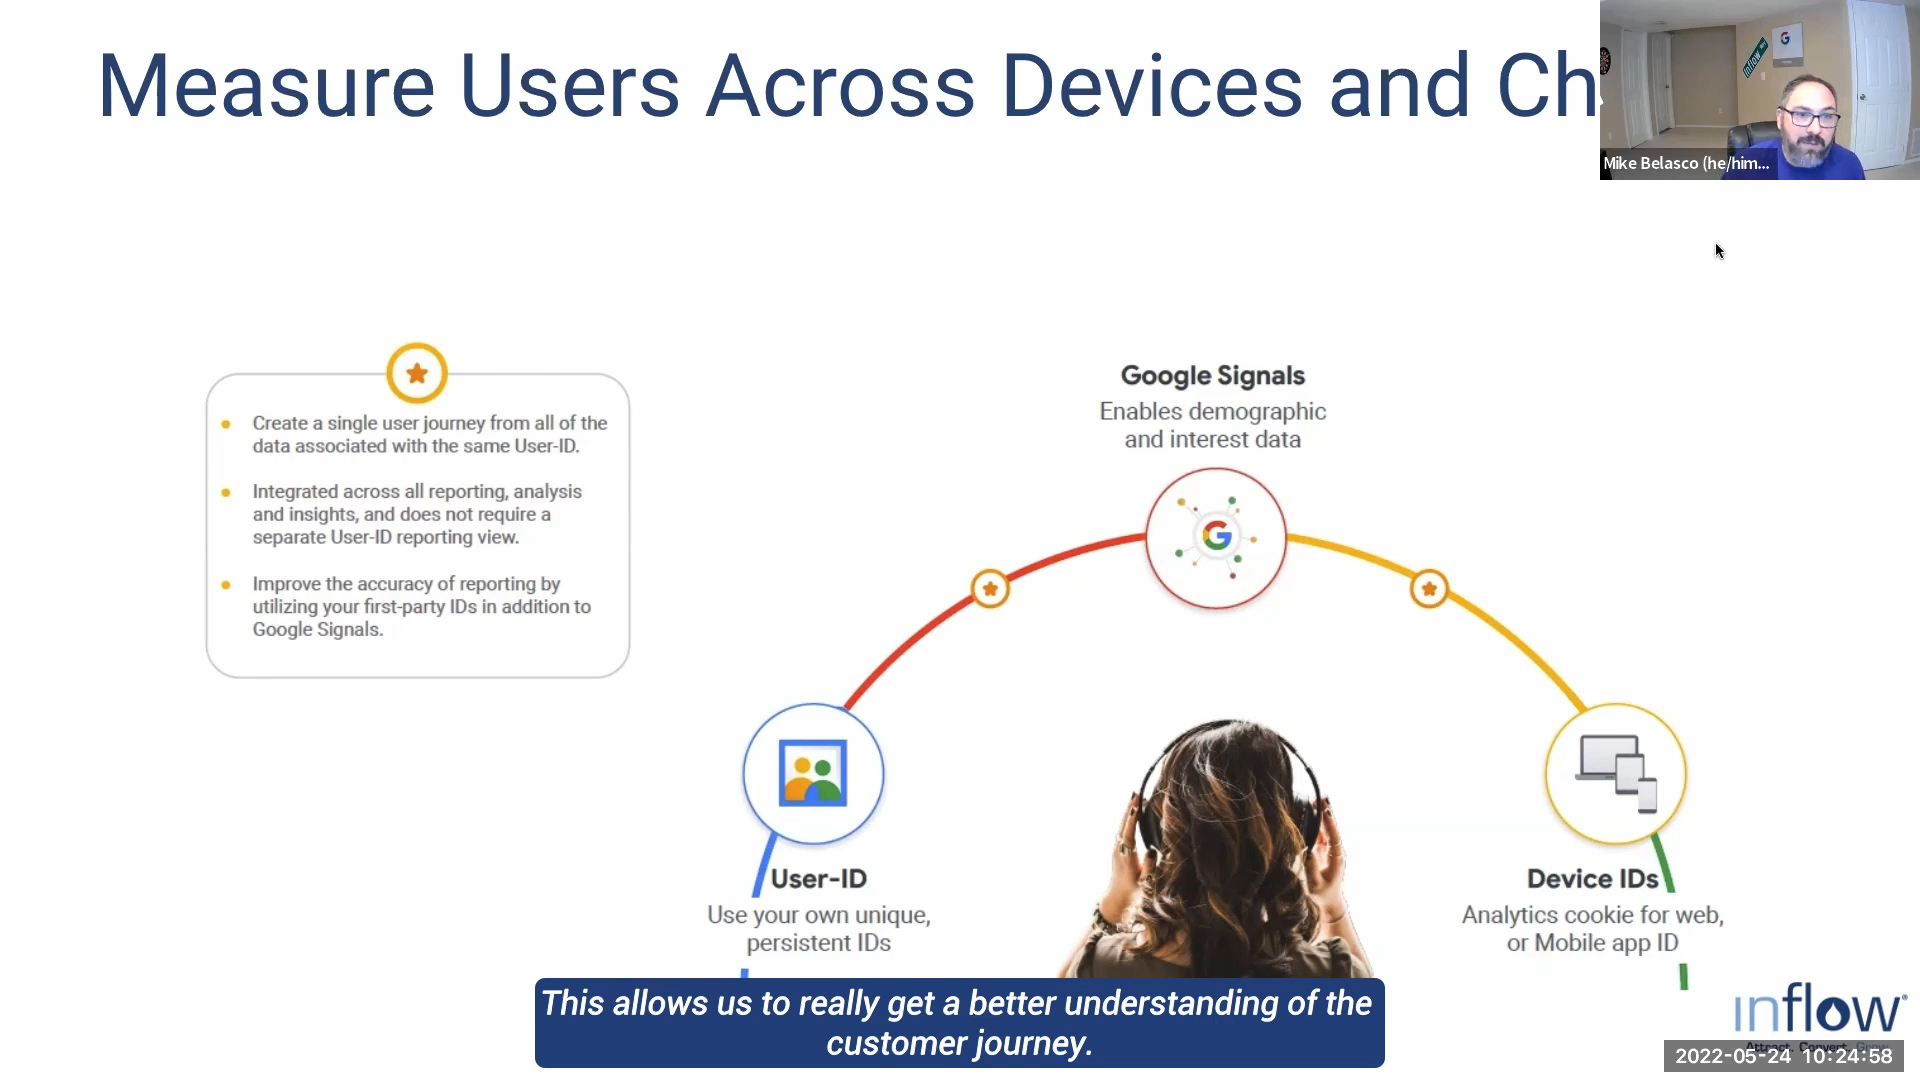 Measure Users Across Devices and Ch
Mike Belasco (he/him...
Inflow
Create a single user journey from all of the
data associated with the same User-ID.
Integrated across all reporting, analysis
and insights, and does not require a
separate User-ID reporting view.
Improve the accuracy of reporting by
utilizing your first-party IDs in addition to
Google Signals.
Google Signals
Enables demographic
and interest data
User-ID
Use your own unique,
persistent IDs
Device IDs
Analytics cookie for web,
or Mobile app ID
This allows us to really get a better understanding of the
customer journey.
inflow
Attract. Convert. Grow.
2022-05-24 10:24:58